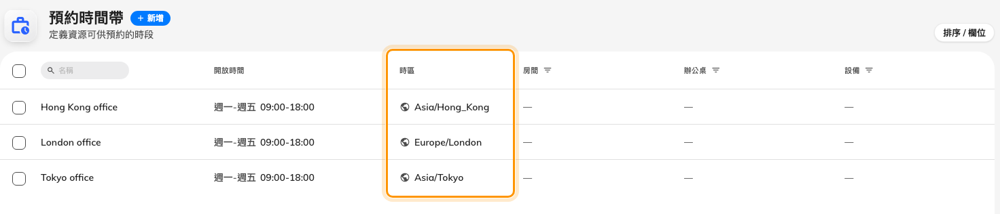 預約時間帶
+ 新增
定義資源可供預約的時段
排序 / 欄位
名稱 開放時間 時區 房間 辦公桌 設備
Hong Kong office 週一-週五 09:00-18:00 Asia/Hong_Kong — — —
London office 週一-週五 09:00-18:00 Europe/London — — —
Tokyo office 週一-週五 09:00-18:00 Asia/Tokyo — — —